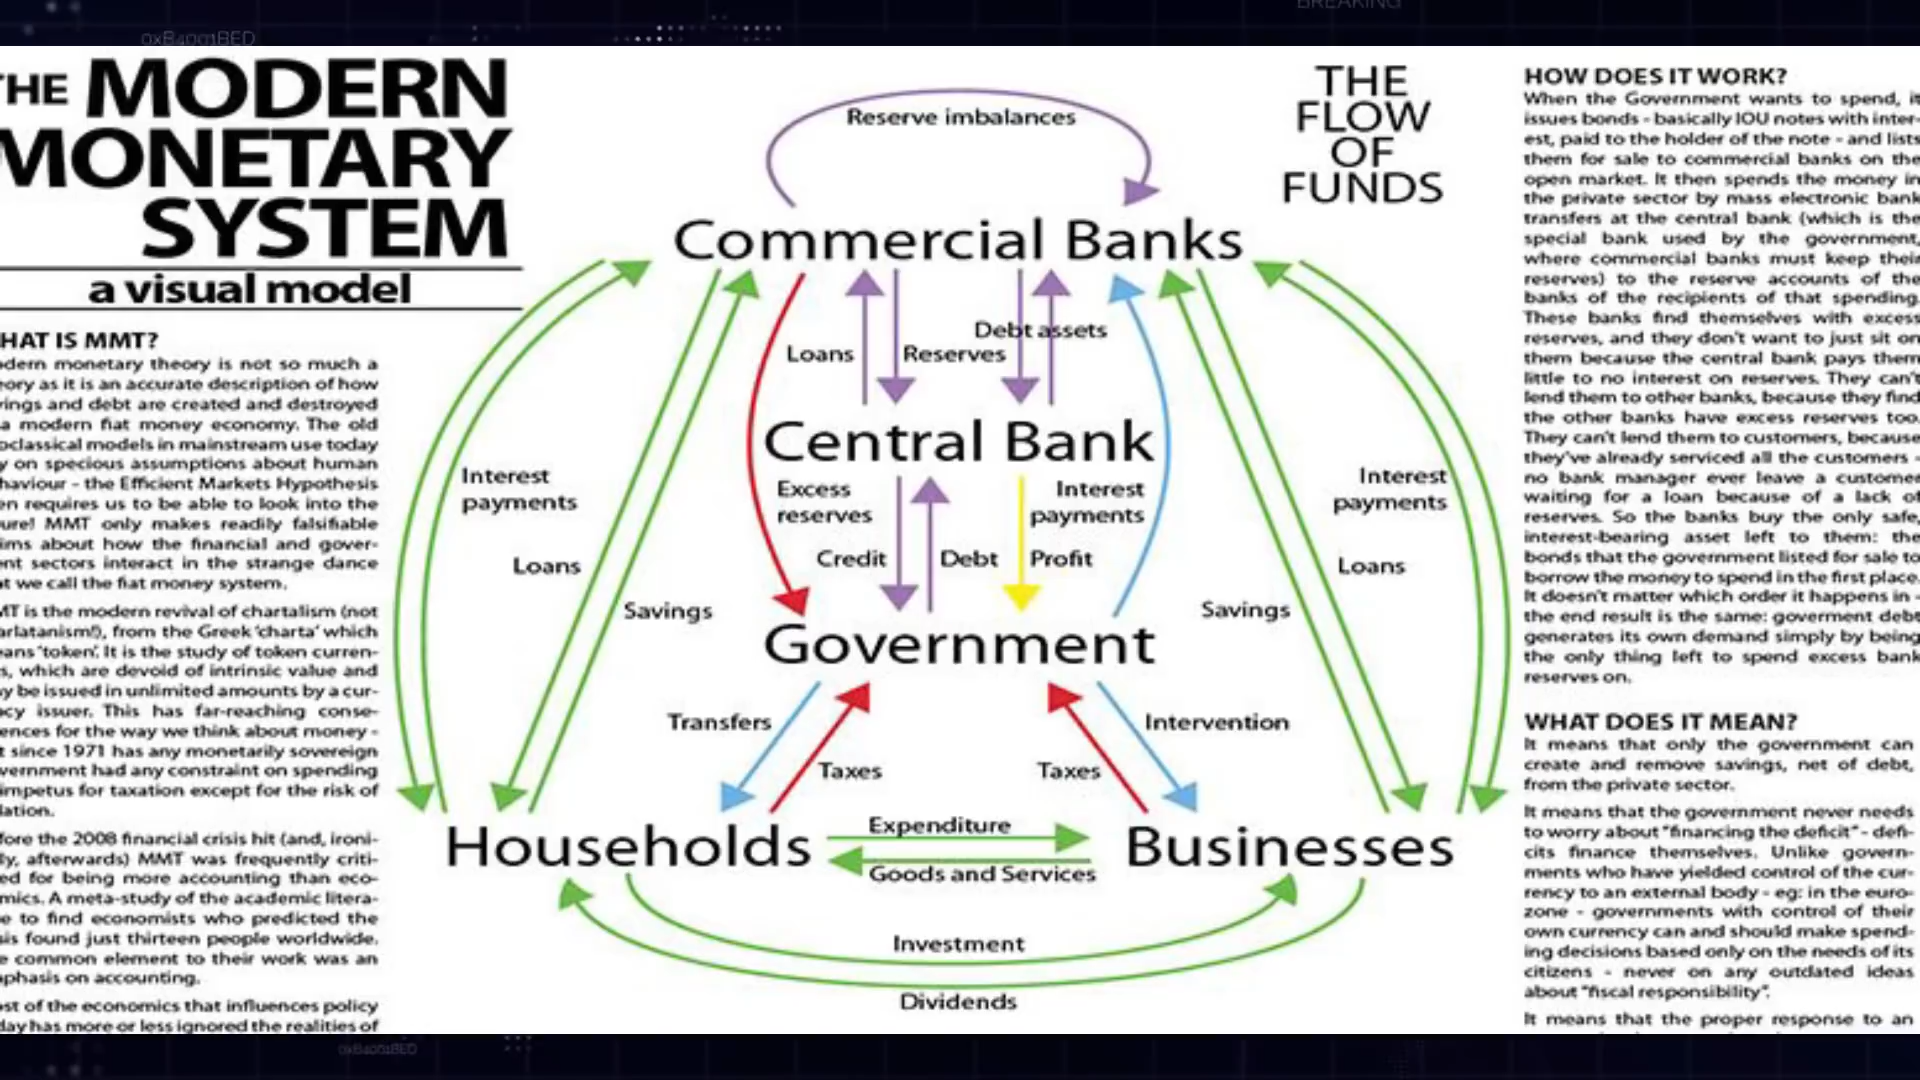 BREAKING
0xB4001BED
THE MODERN
MONETARY
SYSTEM
a visual model
HAT IS MMT?
dern monetary theory is not so much a
eory as it is an accurate description of how
ings and debt are created and destroyed
a modern fiat money economy. The old
oclassical models in mainstream use today
y on specious assumptions about human
haviour - the Efficient Markets Hypothesis
en requires us to be able to look into the
ure! MMT only makes readily falsifiable
ims about how the financial and gover-
ent sectors interact in the strange dance
at we call the fiat money system.
MT is the modern revival of chartalism (not
arlatanism!), from the Greek 'charta' which
eans 'token'. It is the study of token curren-
s, which are devoid of intrinsic value and
y be issued in unlimited amounts by a cur-
cy issuer. This has far-reaching conse-
ences for the way we think about money -
t since 1971 has any monetarily sovereign
vernment had any constraint on spending
impetus for taxation except for the risk of
lation.
fore the 2008 financial crisis hit (and, ironi-
ly, afterwards) MMT was frequently criti-
ed for being more accounting than eco-
mics. A meta-study of the academic litera-
e to find economists who predicted the
sis found just thirteen people worldwide.
e common element to their work was an
phasis on accounting.
st of the economics that influences policy
day has more or less ignored the realities of
THE
FLOW
OF
FUNDS
Reserve imbalances
Commercial Banks
Debt assets
Loans
Reserves
Central Bank
Interest
payments
Excess
reserves
Interest
payments
Interest
payments
Loans
Credit
Debt
Profit
Loans
Savings
Savings
Government
Transfers
Intervention
Taxes
Taxes
Households
Expenditure
Goods and Services
Businesses
Investment
Dividends
HOW DOES IT WORK?
When the Government wants to spend, it
issues bonds - basically IOU notes with inter-
est, paid to the holder of the note - and lists
them for sale to commercial banks on the
open market. It then spends the money in
the private sector by mass electronic bank
transfers at the central bank (which is the
special bank used by the government,
where commercial banks must keep their
reserves) to the reserve accounts of the
banks of the recipients of that spending.
These banks find themselves with excess
reserves, and they don't want to just sit on
them because the central bank pays them
little to no interest on reserves. They can't
lend them to other banks, because they find
the other banks have excess reserves too.
They can't lend them to customers, because
they've already serviced all the customers -
no bank manager ever leave a customer
waiting for a loan because of a lack of
reserves. So the banks buy the only safe,
interest-bearing asset left to them: the
bonds that the government listed for sale to
borrow the money to spend in the first place.
It doesn't matter which order it happens in -
the end result is the same: goverment debt
generates its own demand simply by being
the only thing left to spend excess bank
reserves on.
WHAT DOES IT MEAN?
It means that only the government can
create and remove savings, net of debt,
from the private sector.
It means that the government never needs
to worry about "financing the deficit" - defi-
cits finance themselves. Unlike govern-
ments who have yielded control of the cur-
rency to an external body - eg: in the euro-
zone - governments with control of their
own currency can and should make spend-
ing decisions based only on the needs of its
citizens - never on any outdated ideas
about "fiscal responsibility".
It means that the proper response to an
0xB4001BED